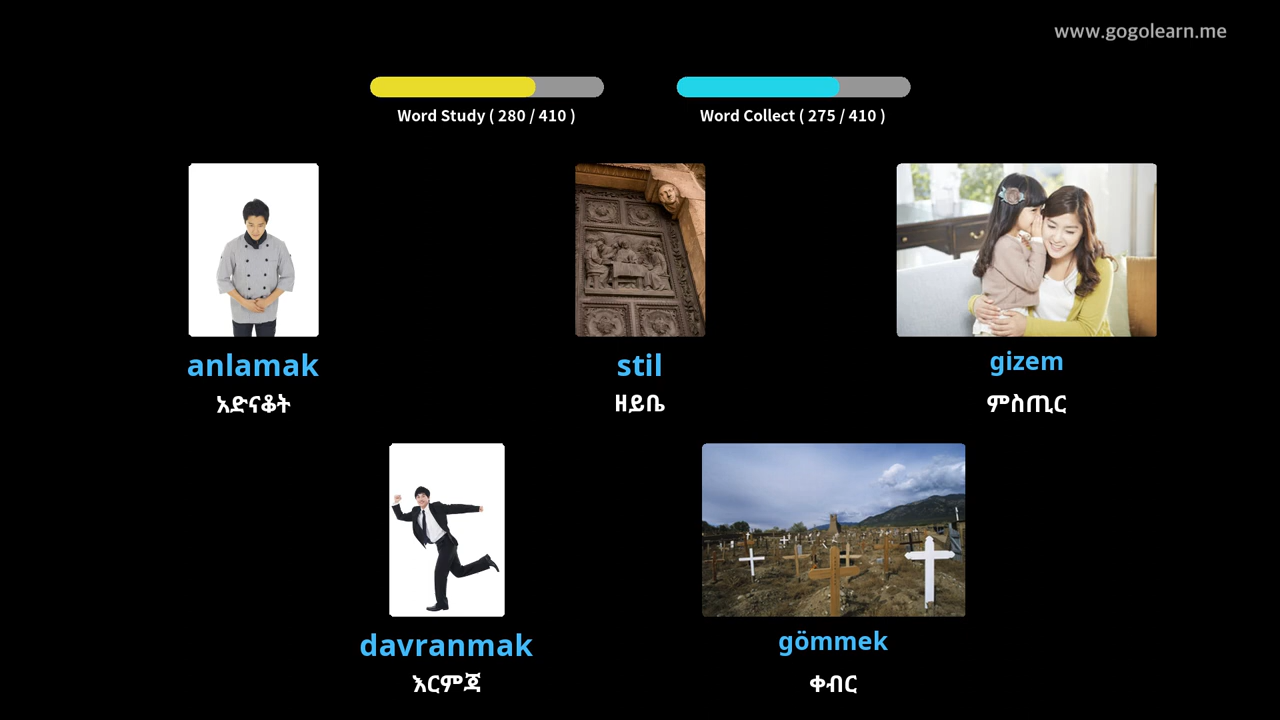 www.gogolearn.me
Word Study ( 280 / 410 )
Word Collect ( 275 / 410 )
anlamak
አድናቆት
stil
ዘይቤ
gizem
ምስጢር
davranmak
እርምጃ
gömmek
ቀብር